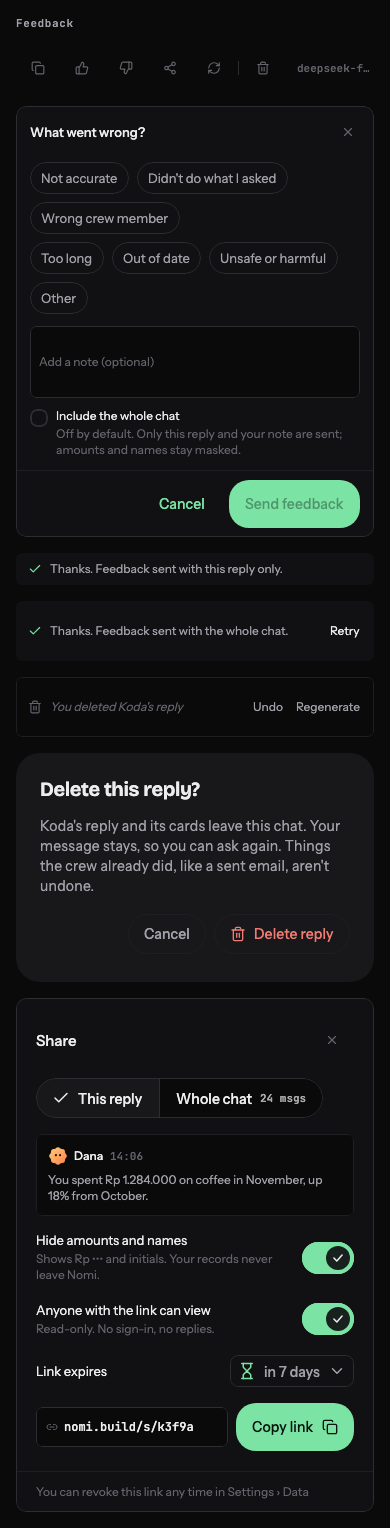 Feedback
deepseek-f…
What went wrong?
Not accurate
Didn't do what I asked
Wrong crew member
Too long
Out of date
Unsafe or harmful
Other
Add a note (optional)
Include the whole chat
Off by default. Only this reply and your note are sent;
amounts and names stay masked.
Cancel
Send feedback
Thanks. Feedback sent with this reply only.
Thanks. Feedback sent with the whole chat.
Retry
You deleted Koda's reply
Undo
Regenerate
Delete this reply?
Koda's reply and its cards leave this chat. Your
message stays, so you can ask again. Things
the crew already did, like a sent email, aren't
undone.
Cancel
Delete reply
Share
This reply
Whole chat 24 msgs
Dana 14:06
You spent Rp 1.284.000 on coffee in November, up
18% from October.
Hide amounts and names
Shows Rp ••• and initials. Your records never
leave Nomi.
Anyone with the link can view
Read-only. No sign-in, no replies.
Link expires
in 7 days
nomi.build/s/k3f9a
Copy link
You can revoke this link any time in Settings › Data